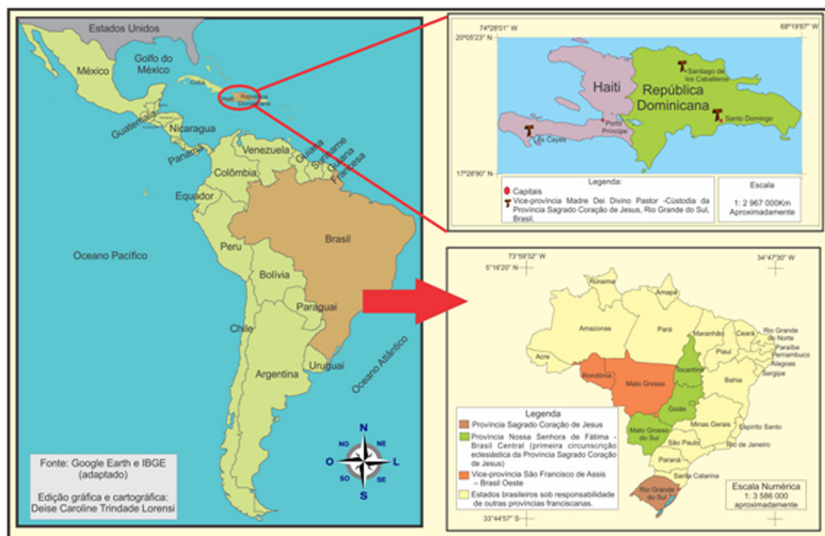 Estados Unidos
Golfo do
México
México
Cuba
Haiti
República
Dominicana
Guatemala
Nicaragua
Panamá
Venezuela
Guiana
Suriname
Guiana
Francesa
Colômbia
Equador
Brasil
Peru
Oceano Pacífico
Bolívia
Paraguai
Chile
Uruguai
Argentina
Oceano Atlântico
N
NO
NE
O
L
SO
SE
S
Fonte: Google Earth e IBGE
(adaptado)
Edição gráfica e cartográfica:
Deise Caroline Trindade Lorensi
74°28'01" W
68°19'87" W
20°05'23" N
Haiti
República
Dominicana
Santiago de
los Caballeros
Santo Domingo
Porto
Príncipe
Les Cayes
17°28'90" N
Legenda:
Capitais
Vice-província Madre Dei Divino Pastor -Cústodia da
Província Sagrado Coração de Jesus, Rio Grande do Sul,
Brasil.
Escala
1: 2 967 000Km
Aproximadamente
73°59'32" W
34°47'30" W
5°16'20" N
Roraima
Amapá
Amazonas
Pará
Maranhão
Ceará
Rio Grande
do Norte
Paraíba
Pernambuco
Alagoas
Sergipe
Piauí
Acre
Rondônia
Tocantins
Mato Grosso
Bahia
Goiás
Mato Grosso
do Sul
Minas Gerais
Espirito Santo
São Paulo
Rio de Janeiro
Paraná
Santa Catarina
Rio Grande
do Sul
Legenda
Província Sagrado Coração de Jesus
Província Nossa Senhora de Fátima -
Brasil Central (primeira circunscrição
eclesiástica da Província Sagrado Coração
de Jesus)
Vice-província São Francisco de Assis
– Brasil Oeste
Estados brasileiros sob responsabilidade
de outras províncias franciscanas.
Escala Numérica
1: 3 586 000
aproximadamente
33°44'57" S